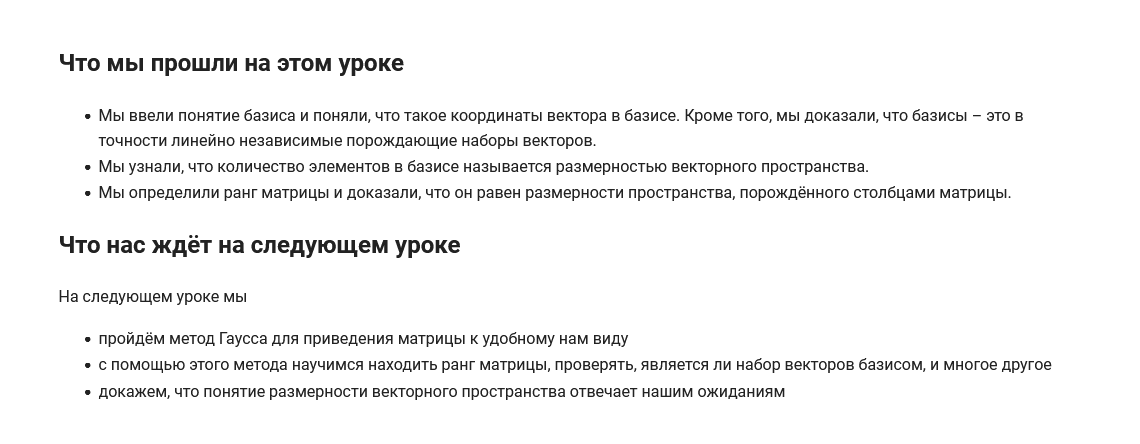 Что мы прошли на этом уроке
• Мы ввели понятие базиса и поняли, что такое координаты вектора в базисе. Кроме того, мы доказали, что базисы – это в
точности линейно независимые порождающие наборы векторов.
• Мы узнали, что количество элементов в базисе называется размерностью векторного пространства.
• Мы определили ранг матрицы и доказали, что он равен размерности пространства, порождённого столбцами матрицы.
Что нас ждёт на следующем уроке
На следующем уроке мы
• пройдём метод Гаусса для приведения матрицы к удобному нам виду
• с помощью этого метода научимся находить ранг матрицы, проверять, является ли набор векторов базисом, и многое другое
• докажем, что понятие размерности векторного пространства отвечает нашим ожиданиям